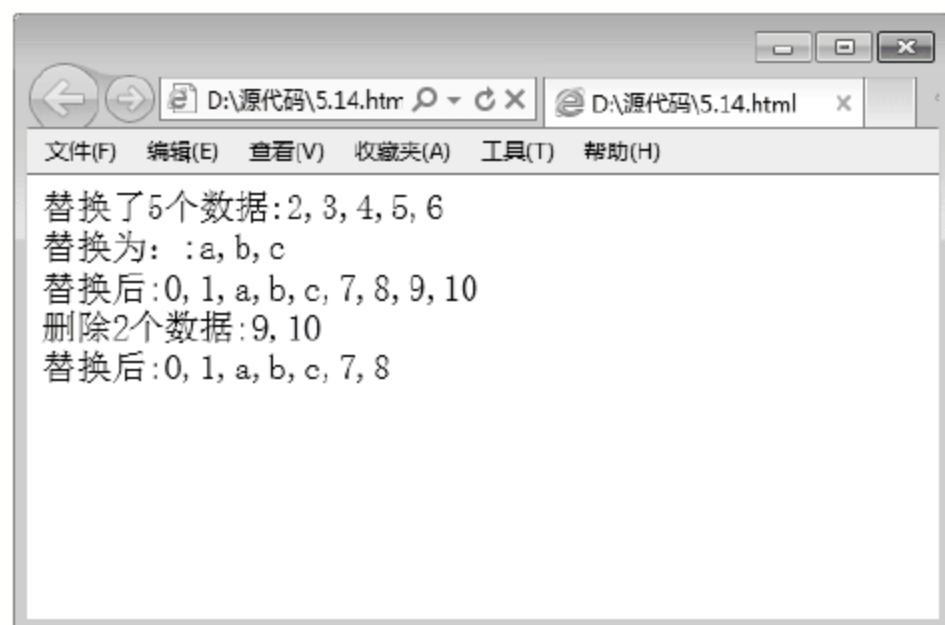 D:\源代码\5.14.htm
D:\源代码\5.14.html
文件(F) 编辑(E) 查看(V) 收藏夹(A) 工具(T) 帮助(H)
替换了5个数据:2,3,4,5,6
替换为：:a,b,c
替换后:0,1,a,b,c,7,8,9,10
删除2个数据:9,10
替换后:0,1,a,b,c,7,8